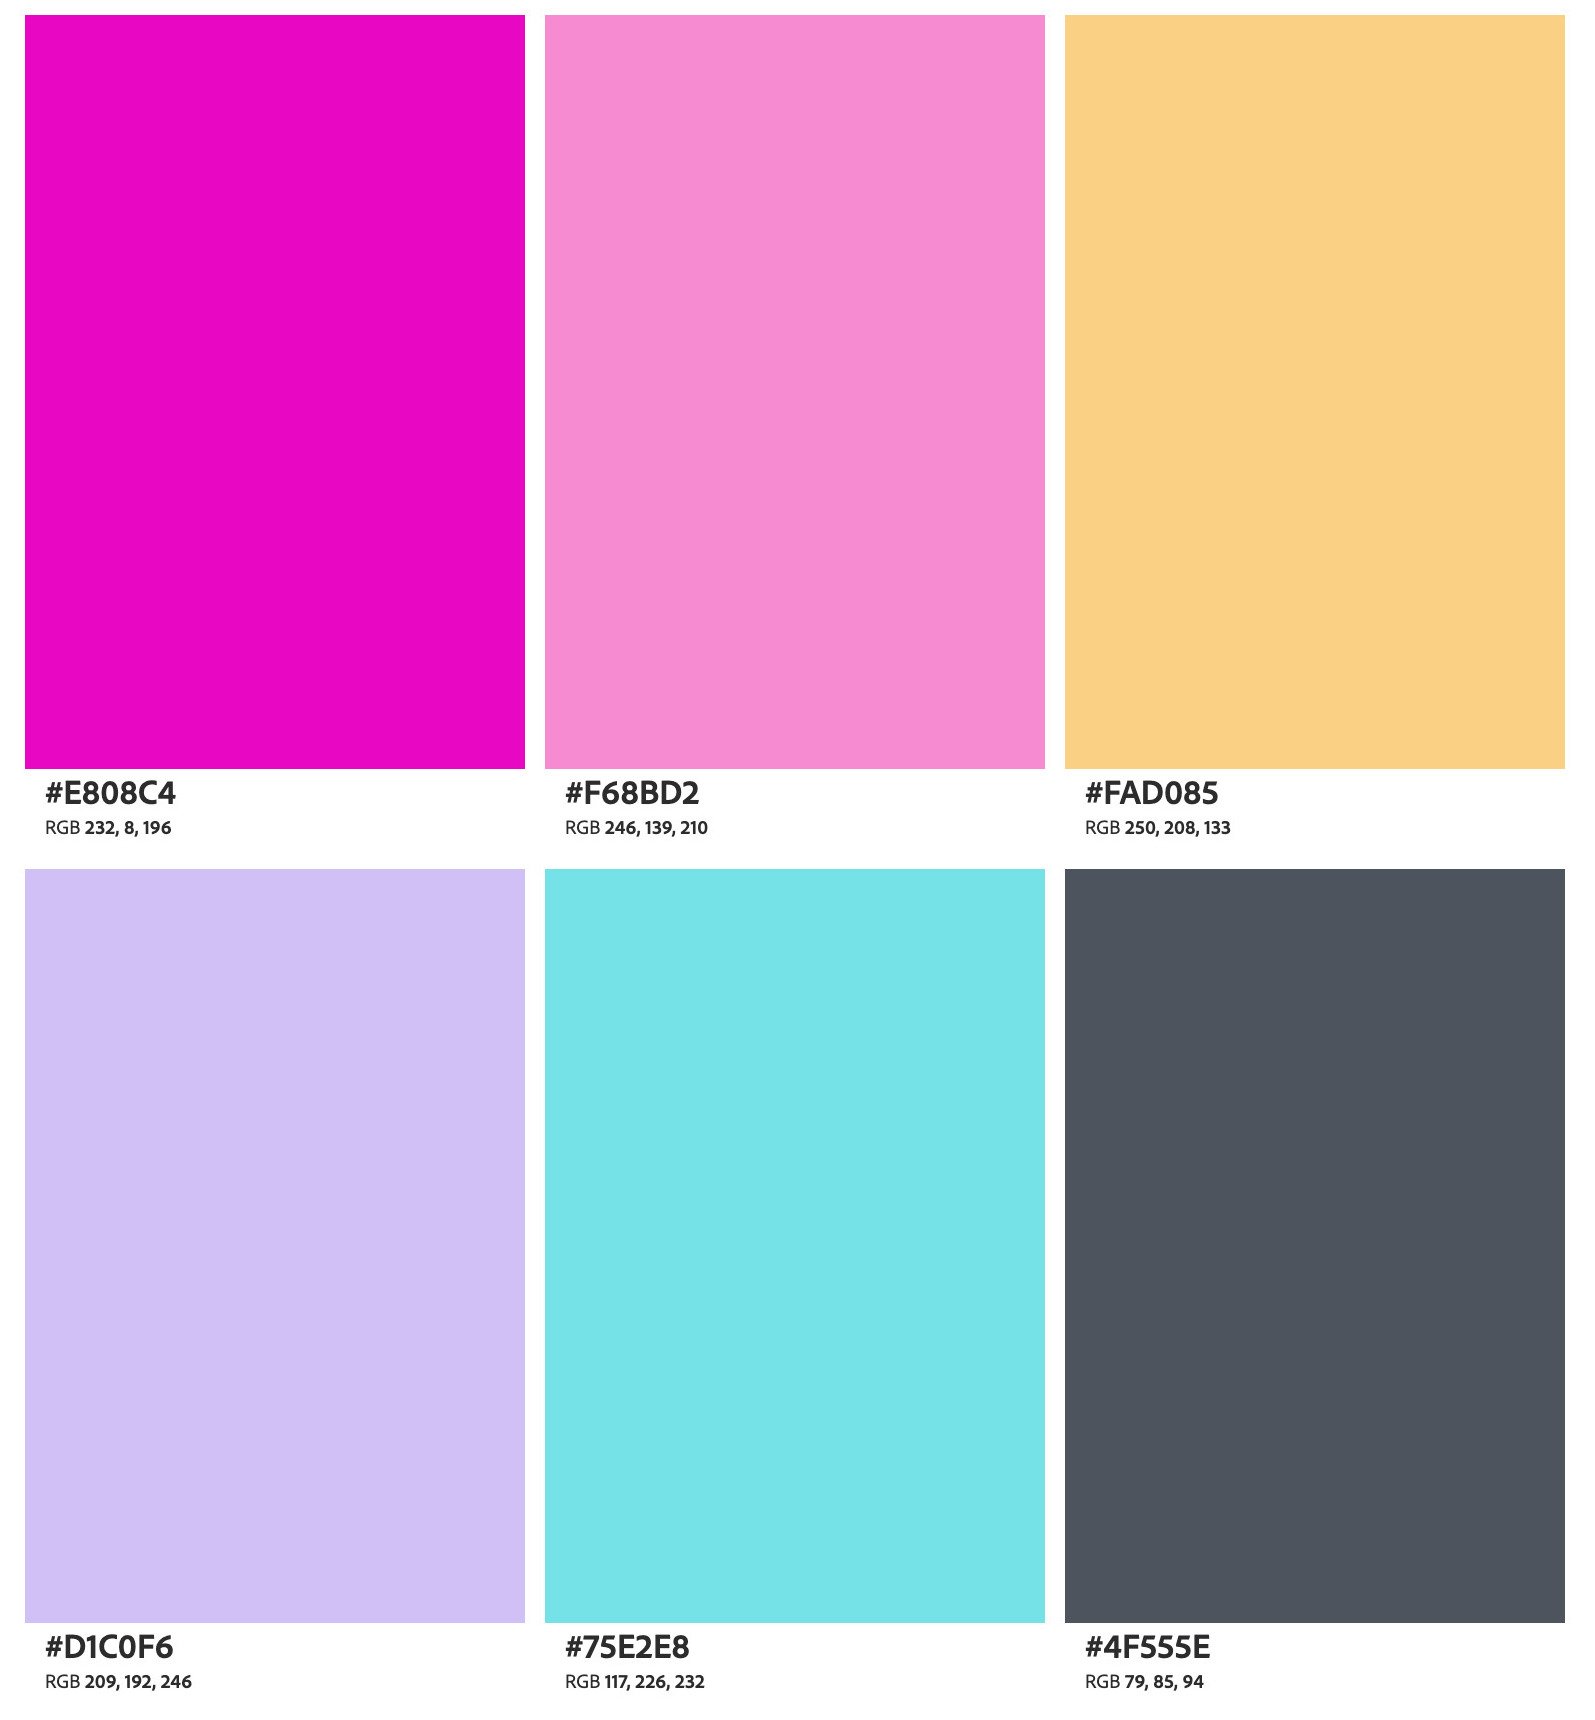 #E808C4
RGB 232, 8, 196
#F68BD2
RGB 246, 139, 210
#FAD085
RGB 250, 208, 133
#D1C0F6
RGB 209, 192, 246
#75E2E8
RGB 117, 226, 232
#4F555E
RGB 79, 85, 94